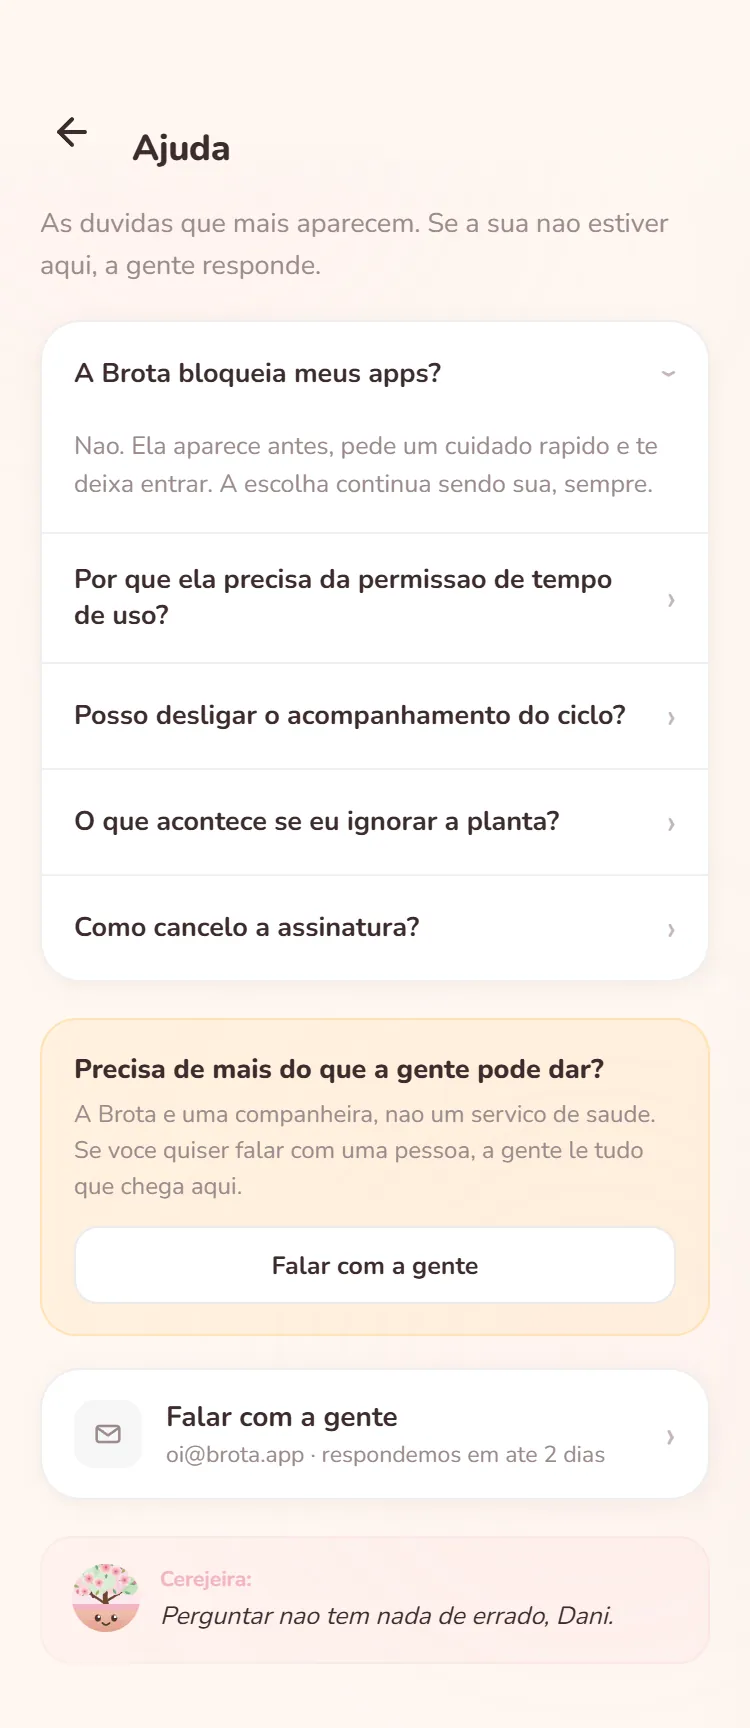 Ajuda
As duvidas que mais aparecem. Se a sua nao estiver
aqui, a gente responde.
A Brota bloqueia meus apps?
Nao. Ela aparece antes, pede um cuidado rapido e te
deixa entrar. A escolha continua sendo sua, sempre.
Por que ela precisa da permissao de tempo
de uso?
Posso desligar o acompanhamento do ciclo?
O que acontece se eu ignorar a planta?
Como cancelo a assinatura?
Precisa de mais do que a gente pode dar?
A Brota e uma companheira, nao um servico de saude.
Se voce quiser falar com uma pessoa, a gente le tudo
que chega aqui.
Falar com a gente
Falar com a gente
oi@brota.app · respondemos em ate 2 dias
Cerejeira:
Perguntar nao tem nada de errado, Dani.